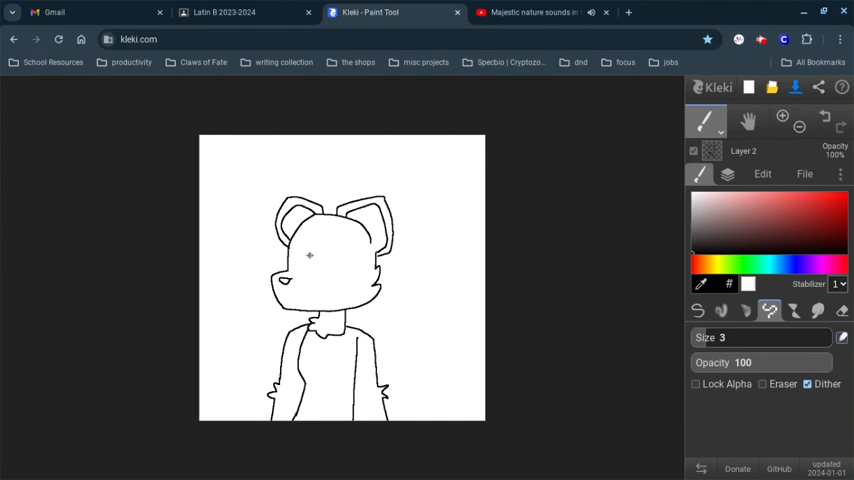 Gmail
Latin B 2023-2024
Kleki - Paint Tool
Majestic nature sounds in t
kleki.com
School Resources
productivity
Claws of Fate
writing collection
the shops
misc projects
Specbio | Cryptozo
dnd
focus
jobs
All Bookmarks
Kleki
Layer 2
Opacity
100%
Edit
File
#
Stabilizer
1
Size 3
Opacity 100
Lock Alpha
Eraser
Dither
Donate
GitHub
updated
2024-01-01